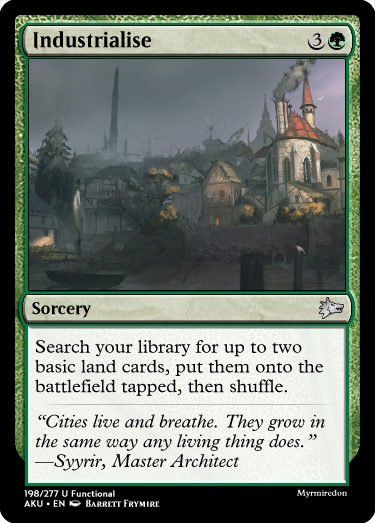 Industrialise 3
Sorcery
Search your library for up to two
basic land cards, put them onto the
battlefield tapped, then shuffle.
“Cities live and breathe. They grow in
the same way any living thing does.”
—Syyrir, Master Architect
198/277 U Functional
Myrmiredon
AKU • EN Barrett Frymire